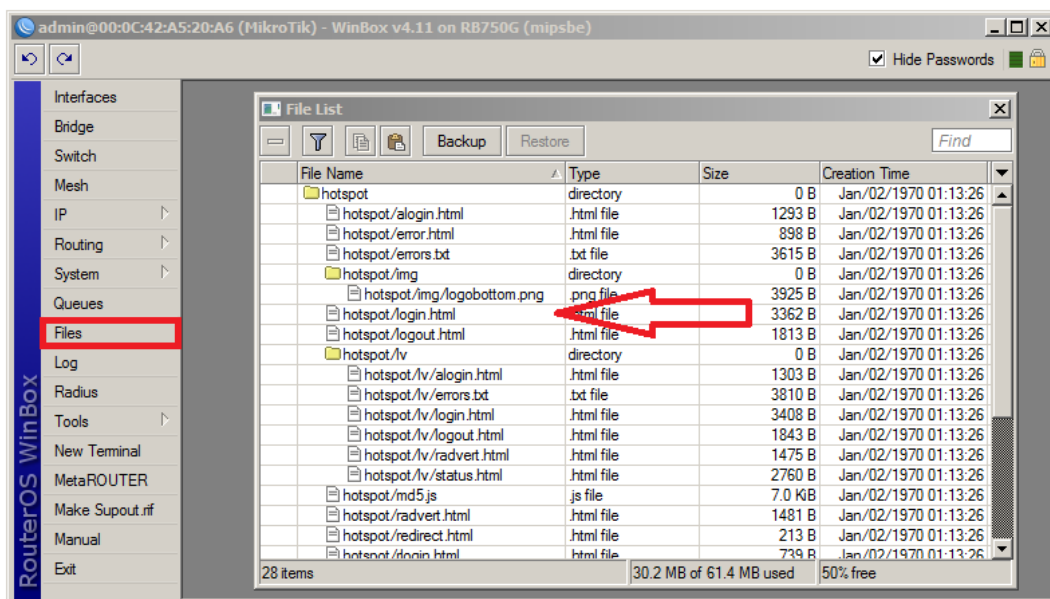 admin@00:0C:42:A5:20:A6 (MikroTik) - WinBox v4.11 on RB750G (mipsbe)
Hide Passwords
Interfaces
Bridge
Switch
Mesh
IP
Routing
System
Queues
Files
Log
Radius
Tools
New Terminal
MetaROUTER
Make Supout.rif
Manual
Exit
RouterOS WinBox
File List
Backup Restore Find
File Name Type Size Creation Time
hotspot directory 0 B Jan/02/1970 01:13:26
hotspot/alogin.html .html file 1293 B Jan/02/1970 01:13:26
hotspot/error.html .html file 898 B Jan/02/1970 01:13:26
hotspot/errors.txt .txt file 3615 B Jan/02/1970 01:13:26
hotspot/img directory 0 B Jan/02/1970 01:13:26
hotspot/img/logobottom.png .png file 3925 B Jan/02/1970 01:13:26
hotspot/login.html .html file 3362 B Jan/02/1970 01:13:26
hotspot/logout.html .html file 1813 B Jan/02/1970 01:13:26
hotspot/lv directory 0 B Jan/02/1970 01:13:26
hotspot/lv/alogin.html .html file 1303 B Jan/02/1970 01:13:26
hotspot/lv/errors.txt .txt file 3810 B Jan/02/1970 01:13:26
hotspot/lv/login.html .html file 3408 B Jan/02/1970 01:13:26
hotspot/lv/logout.html .html file 1843 B Jan/02/1970 01:13:26
hotspot/lv/radvert.html .html file 1475 B Jan/02/1970 01:13:26
hotspot/lv/status.html .html file 2760 B Jan/02/1970 01:13:26
hotspot/md5.js .js file 7.0 KiB Jan/02/1970 01:13:26
hotspot/radvert.html .html file 1481 B Jan/02/1970 01:13:26
hotspot/redirect.html .html file 213 B Jan/02/1970 01:13:26
hotspot/rlogin.html .html file 739 B Jan/02/1970 01:13:26
28 items 30.2 MB of 61.4 MB used 50% free